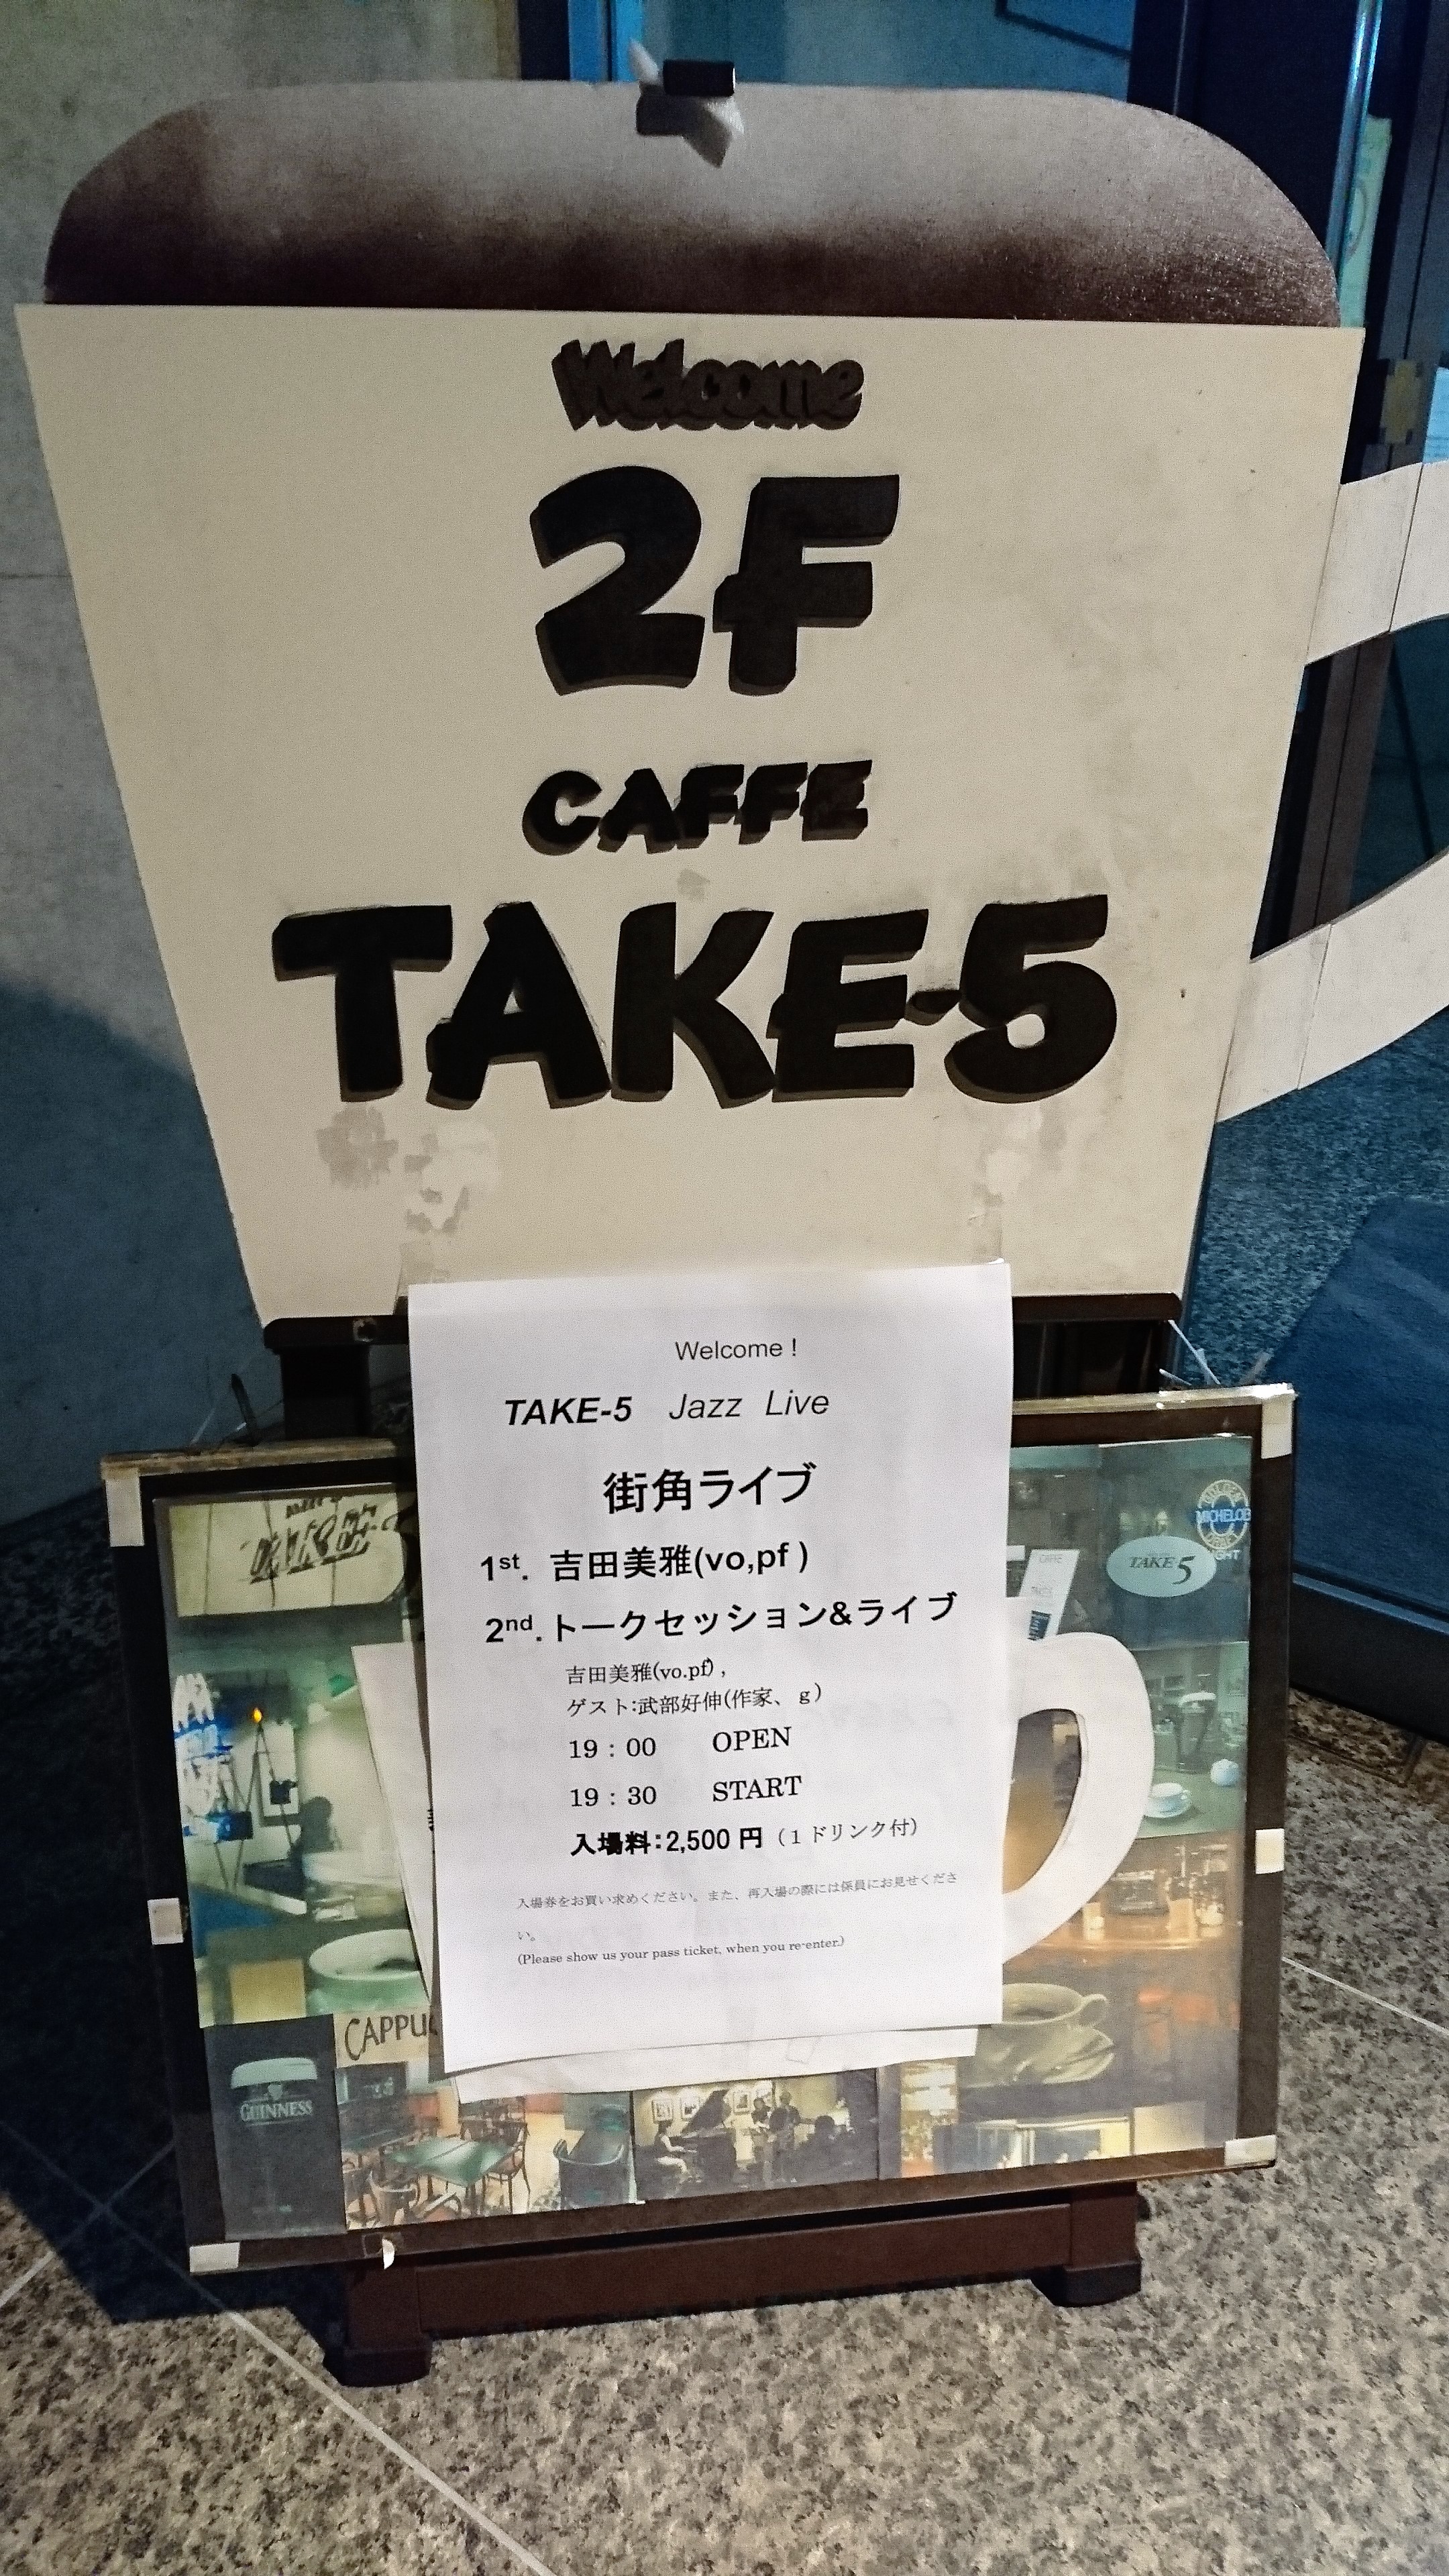 Welcome
2F
CAFFE
TAKE-5
Welcome !
TAKE-5 Jazz Live
街角ライブ
1st. 吉田美雅(vo,pf )
2nd.トークセッション&ライブ
吉田美雅(vo.pf) ,
ゲスト:武部好伸(作家、ｇ)
19：00 OPEN
19：30 START
入場料：2,500 円（１ドリンク付）
入場券をお買い求めください。また、再入場の際には係員にお見せくださ
い。
(Please show us your pass ticket, when you re-enter.)
MICHELOB
TAKE 5
CAPPUC
GUINNESS